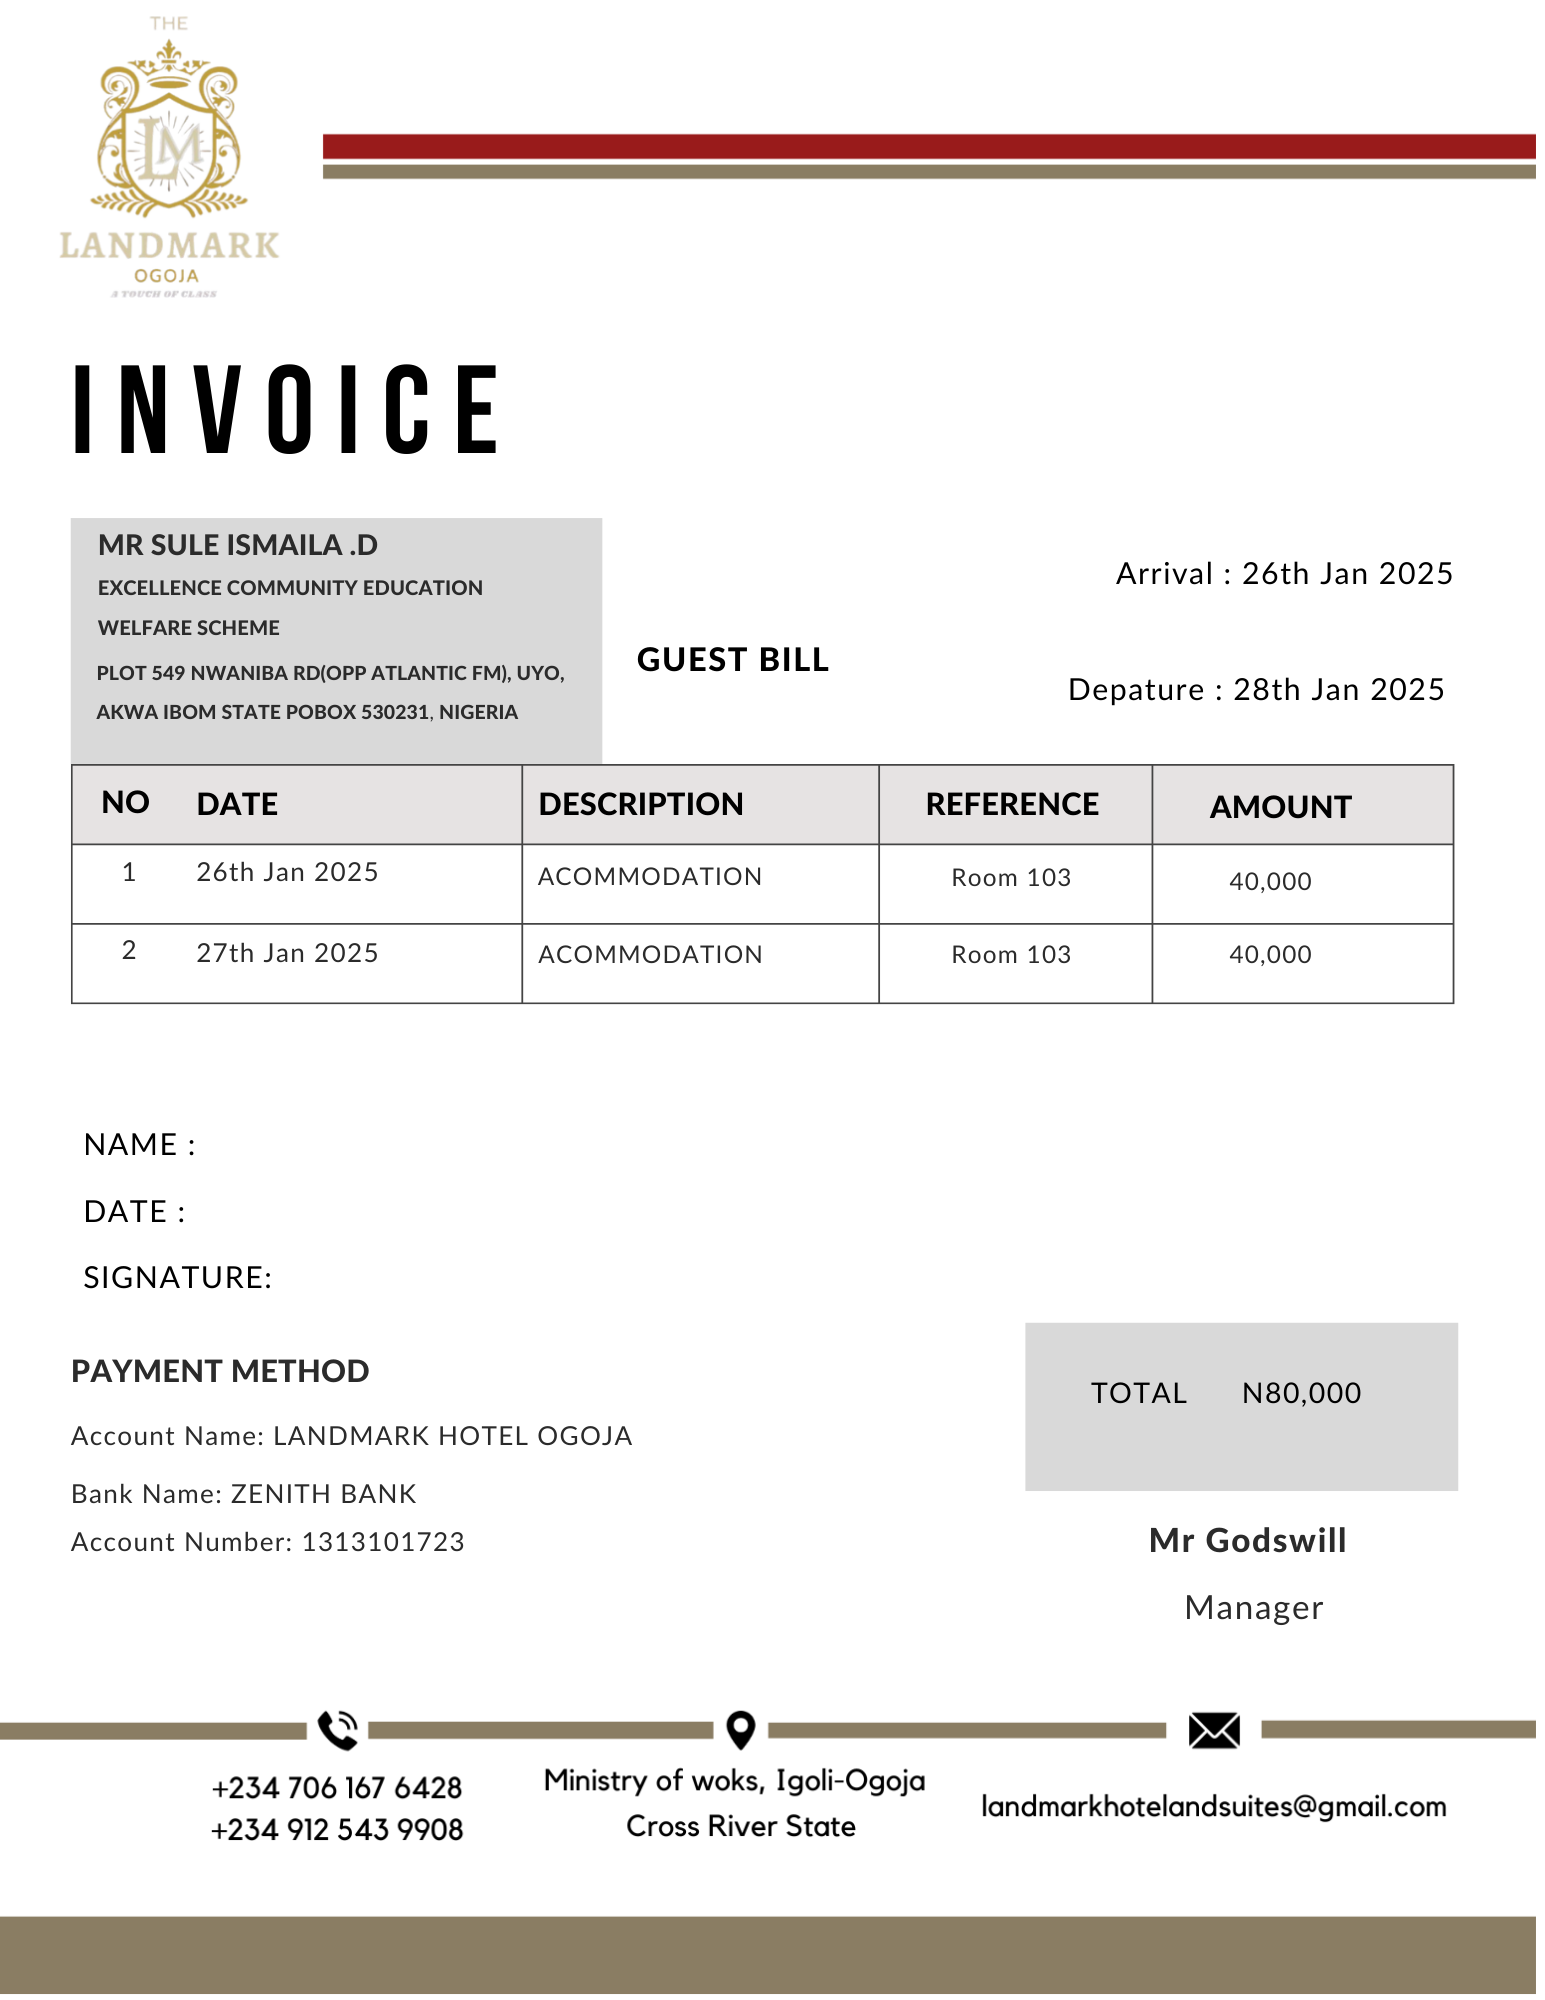 THE
LM
LANDMARK
OGOJA
A TOUCH OF CLASS
INVOICE
MR SULE ISMAILA .D
EXCELLENCE COMMUNITY EDUCATION
WELFARE SCHEME
PLOT 549 NWANIBA RD(OPP ATLANTIC FM), UYO,
AKWA IBOM STATE POBOX 530231, NIGERIA
GUEST BILL
Arrival : 26th Jan 2025
Depature : 28th Jan 2025
NO DATE DESCRIPTION REFERENCE AMOUNT
1 26th Jan 2025 ACOMMODATION Room 103 40,000
2 27th Jan 2025 ACOMMODATION Room 103 40,000
NAME :
DATE :
SIGNATURE:
PAYMENT METHOD
Account Name: LANDMARK HOTEL OGOJA
Bank Name: ZENITH BANK
Account Number: 1313101723
TOTAL N80,000
Mr Godswill
Manager
+234 706 167 6428
+234 912 543 9908
Ministry of woks, Igoli-Ogoja
Cross River State
landmarkhotelandsuites@gmail.com